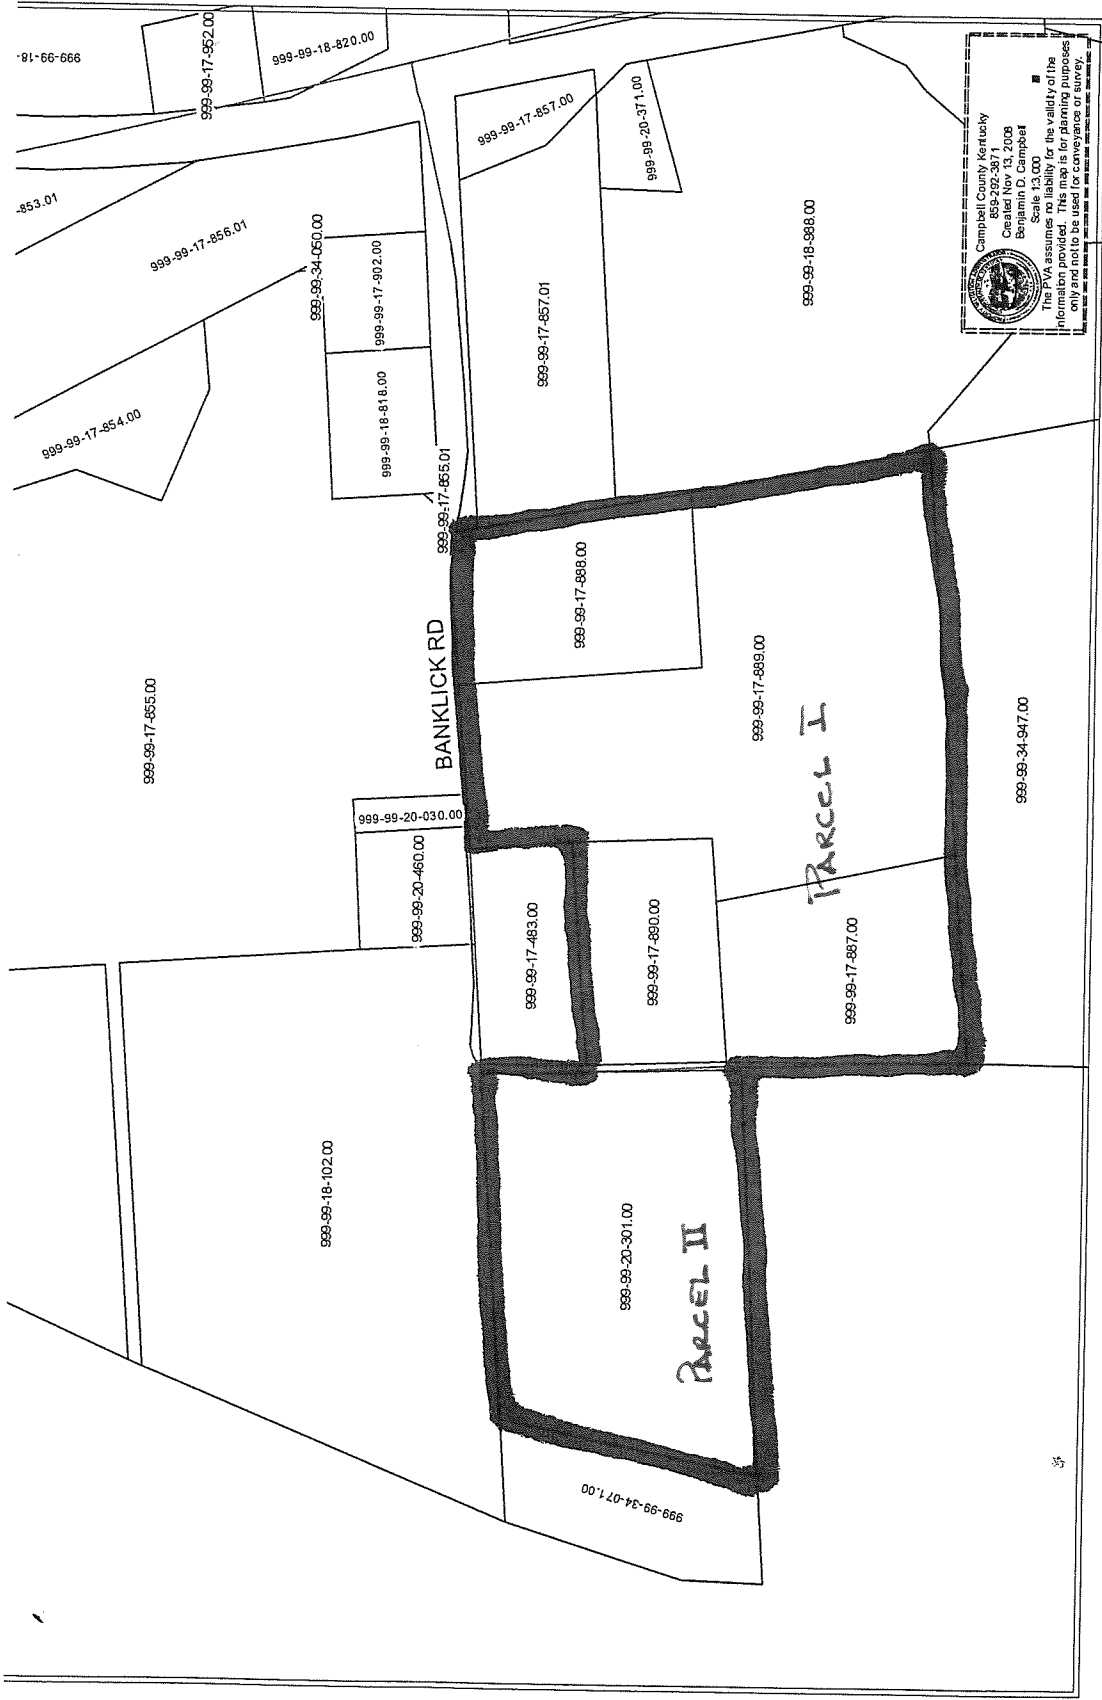 999-99-18-
999-99-17-952.00
999-99-18-820.00
-853.01
999-99-17-856.01
999-99-34-050.00
999-99-17-902.00
999-99-18-818.00
999-99-17-854.00
999-99-17-855.01
999-99-17-857.00
999-99-20-371.00
999-99-17-857.01
999-99-18-988.00
999-99-17-855.00
BANKLICK RD
999-99-17-888.00
999-99-17-889.00
PARCEL I
999-99-34-947.00
999-99-20-030.00
999-99-20-460.00
999-99-17-483.00
999-99-17-890.00
999-99-17-887.00
999-99-18-102.00
999-99-20-301.00
PARCEL II
999-99-34-071.00
Campbell County Kentucky
859-292-3871
Created Nov 13, 2008
Benjamin D. Campbell
Scale 1:3,000
The PVA assumes no liability for the validity of the
information provided. This map is for planning purposes
only and not to be used for conveyance or survey.